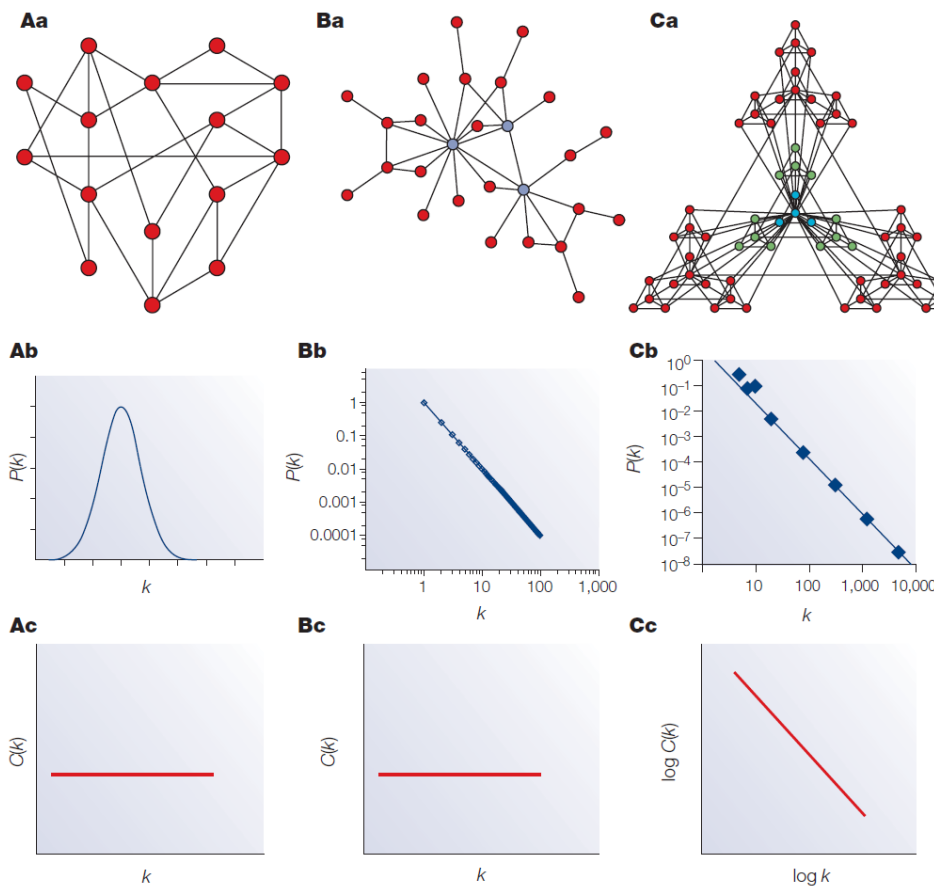 Aa
Ba
Ca
Ab
P(k)
k
Bb
1
0.1
0.01
0.001
0.0001
P(k)
1
10
100
1,000
k
Cb
10⁰
10⁻¹
10⁻²
10⁻³
10⁻⁴
10⁻⁵
10⁻⁶
10⁻⁷
10⁻⁸
P(k)
10
100
1,000
10,000
k
Ac
C(k)
k
Bc
C(k)
k
Cc
log C(k)
log k